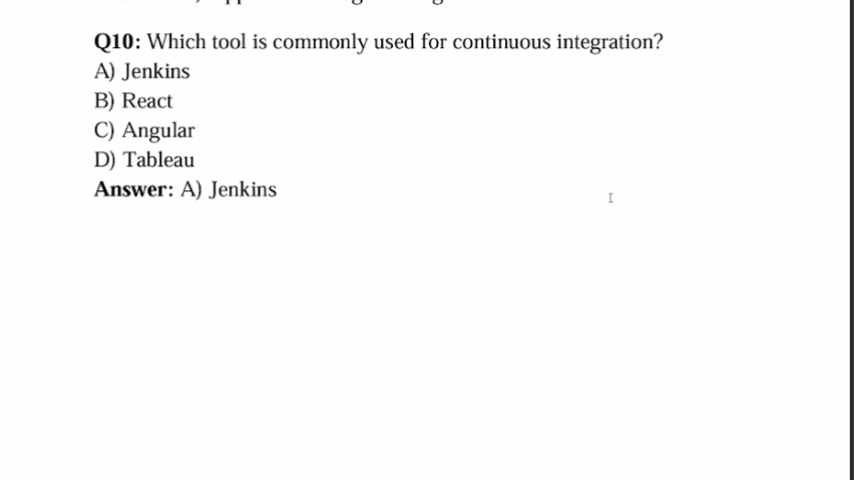 Q10: Which tool is commonly used for continuous integration?
A) Jenkins
B) React
C) Angular
D) Tableau
Answer: A) Jenkins